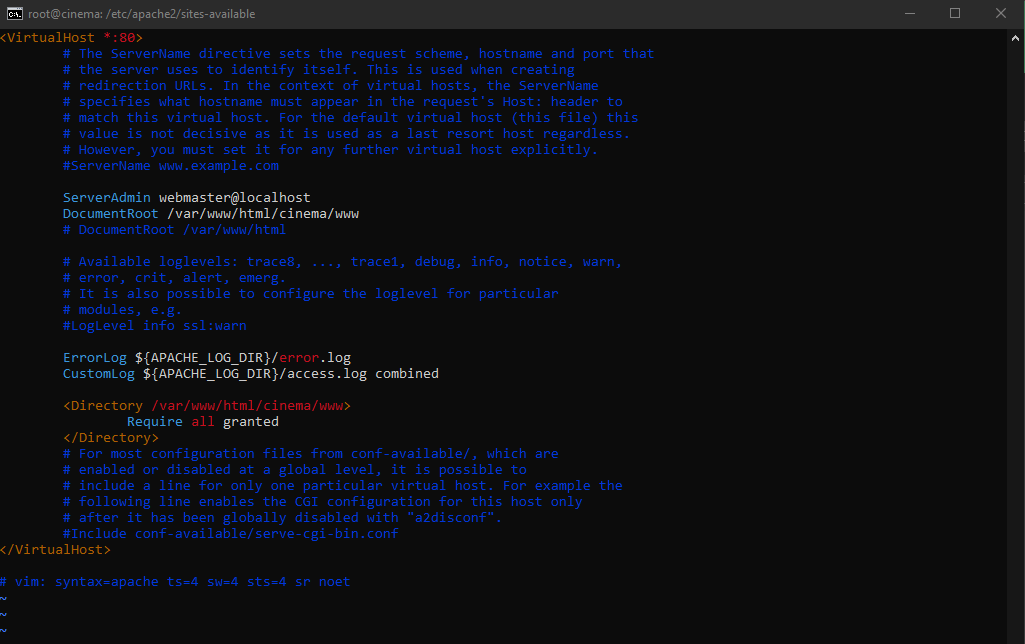 root@cinema: /etc/apache2/sites-available
<VirtualHost *:80>
        # The ServerName directive sets the request scheme, hostname and port that
        # the server uses to identify itself. This is used when creating
        # redirection URLs. In the context of virtual hosts, the ServerName
        # specifies what hostname must appear in the request's Host: header to
        # match this virtual host. For the default virtual host (this file) this
        # value is not decisive as it is used as a last resort host regardless.
        # However, you must set it for any further virtual host explicitly.
        #ServerName www.example.com

        ServerAdmin webmaster@localhost
        DocumentRoot /var/www/html/cinema/www
        # DocumentRoot /var/www/html

        # Available loglevels: trace8, ..., trace1, debug, info, notice, warn,
        # error, crit, alert, emerg.
        # It is also possible to configure the loglevel for particular
        # modules, e.g.
        #LogLevel info ssl:warn

        ErrorLog ${APACHE_LOG_DIR}/error.log
        CustomLog ${APACHE_LOG_DIR}/access.log combined

        <Directory /var/www/html/cinema/www>
                Require all granted
        </Directory>
        # For most configuration files from conf-available/, which are
        # enabled or disabled at a global level, it is possible to
        # include a line for only one particular virtual host. For example the
        # following line enables the CGI configuration for this host only
        # after it has been globally disabled with "a2disconf".
        #Include conf-available/serve-cgi-bin.conf
</VirtualHost>

# vim: syntax=apache ts=4 sw=4 sts=4 sr noet
~
~
~